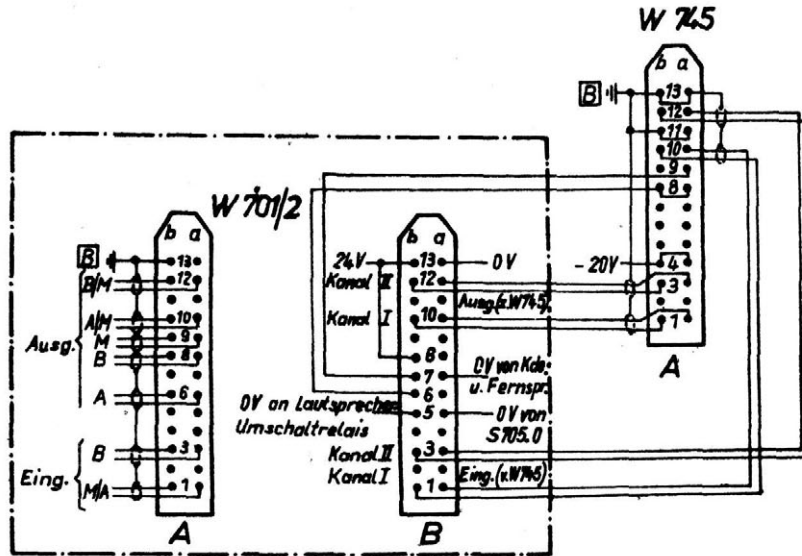 W 745
b a
B
13
12
11
10
9
8
-20V
4
3
1
A
W 701/2
b a
B
13
B/M
12
A/M
10
M
9
B
8
Ausg.
A
6
B
3
Eing.
M/A
1
A
b a
24V
13
0V
Kanal II
12
Ausg.(z.W745)
Kanal I
10
8
7
0V von Kdo.
u. Fernspr.
6
0V an Lautsprecher
Umschaltrelais
5
0V von
S705.0
Kanal II
3
Kanal I
Eing.(v.W745)
1
B